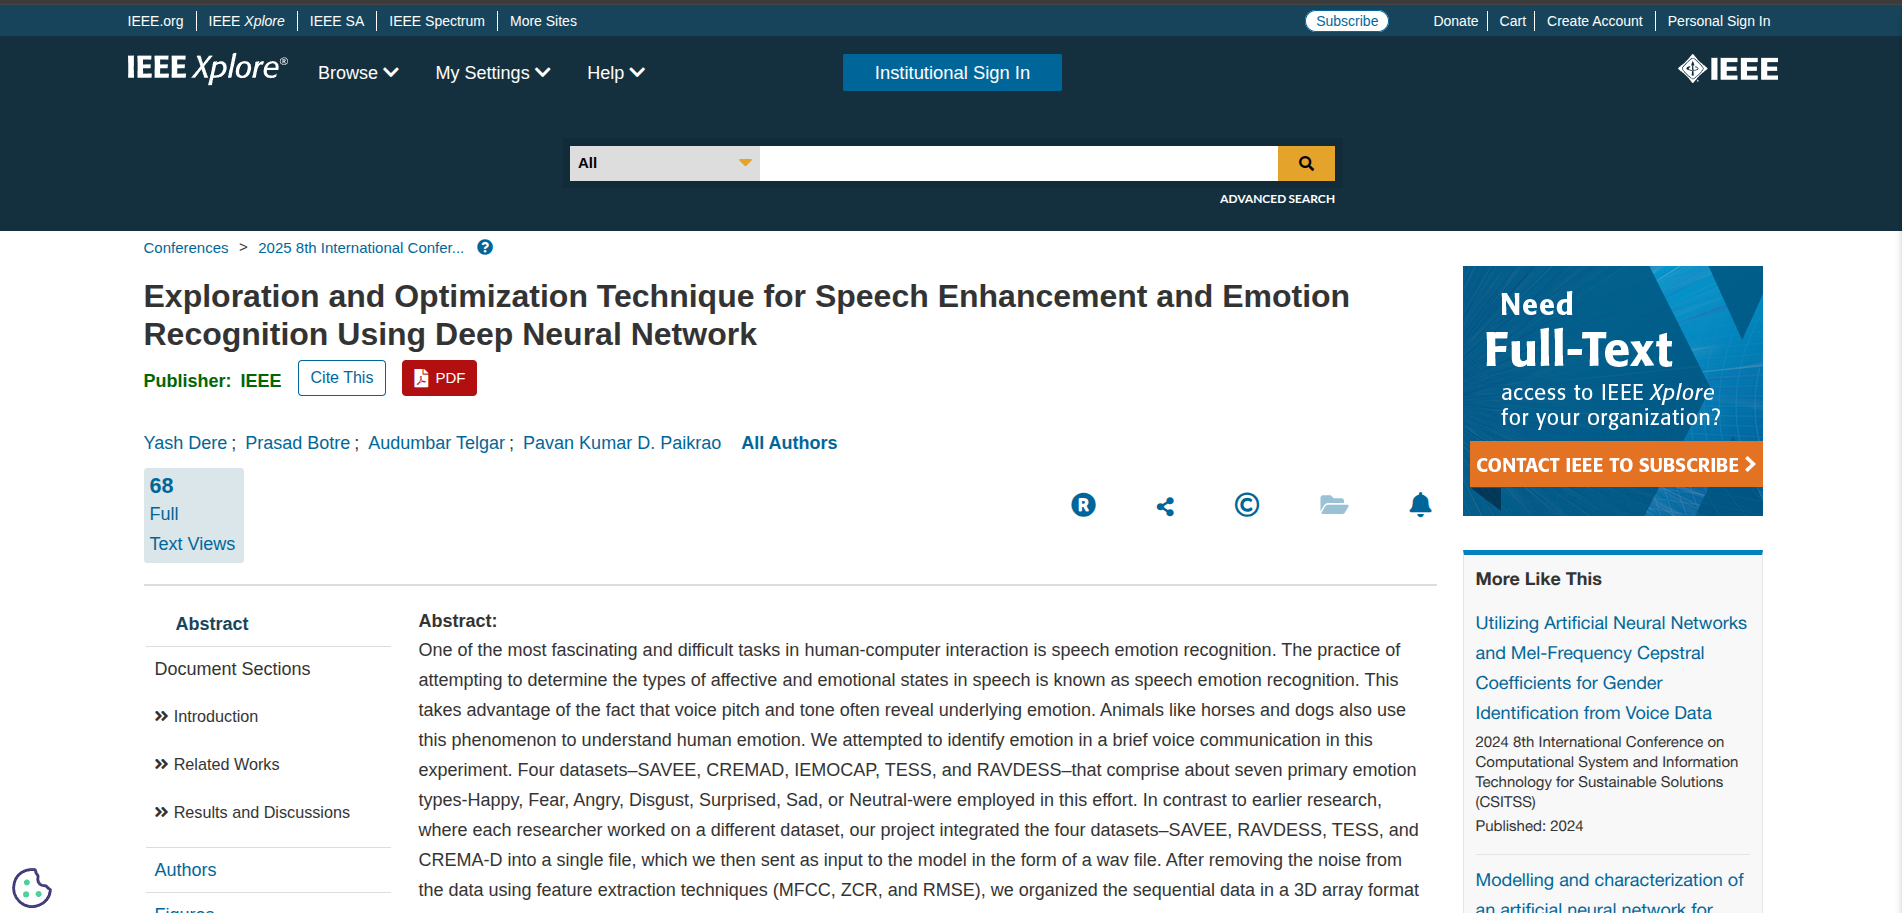 IEEE.org IEEE Xplore IEEE SA IEEE Spectrum More Sites Subscribe Donate Cart Create Account Personal Sign In
IEEE Xplore® Browse My Settings Help Institutional Sign In IEEE
All
ADVANCED SEARCH
Conferences > 2025 8th International Confer... ?
Exploration and Optimization Technique for Speech Enhancement and Emotion
Recognition Using Deep Neural Network
Publisher: IEEE Cite This PDF
Yash Dere ; Prasad Botre ; Audumbar Telgar ; Pavan Kumar D. Paikrao All Authors
68
Full
Text Views
R ©
Abstract
Document Sections
Introduction
Related Works
Results and Discussions
Authors
Figures
Abstract:
One of the most fascinating and difficult tasks in human-computer interaction is speech emotion recognition. The practice of
attempting to determine the types of affective and emotional states in speech is known as speech emotion recognition. This
takes advantage of the fact that voice pitch and tone often reveal underlying emotion. Animals like horses and dogs also use
this phenomenon to understand human emotion. We attempted to identify emotion in a brief voice communication in this
experiment. Four datasets–SAVEE, CREMAD, IEMOCAP, TESS, and RAVDESS–that comprise about seven primary emotion
types-Happy, Fear, Angry, Disgust, Surprised, Sad, or Neutral-were employed in this effort. In contrast to earlier research,
where each researcher worked on a different dataset, our project integrated the four datasets–SAVEE, RAVDESS, TESS, and
CREMA-D into a single file, which we then sent as input to the model in the form of a wav file. After removing the noise from
the data using feature extraction techniques (MFCC, ZCR, and RMSE), we organized the sequential data in a 3D array format
Need
Full-Text
access to IEEE Xplore
for your organization?
CONTACT IEEE TO SUBSCRIBE
More Like This
Utilizing Artificial Neural Networks
and Mel-Frequency Cepstral
Coefficients for Gender
Identification from Voice Data
2024 8th International Conference on
Computational System and Information
Technology for Sustainable Solutions
(CSITSS)
Published: 2024
Modelling and characterization of
an artificial neural network for